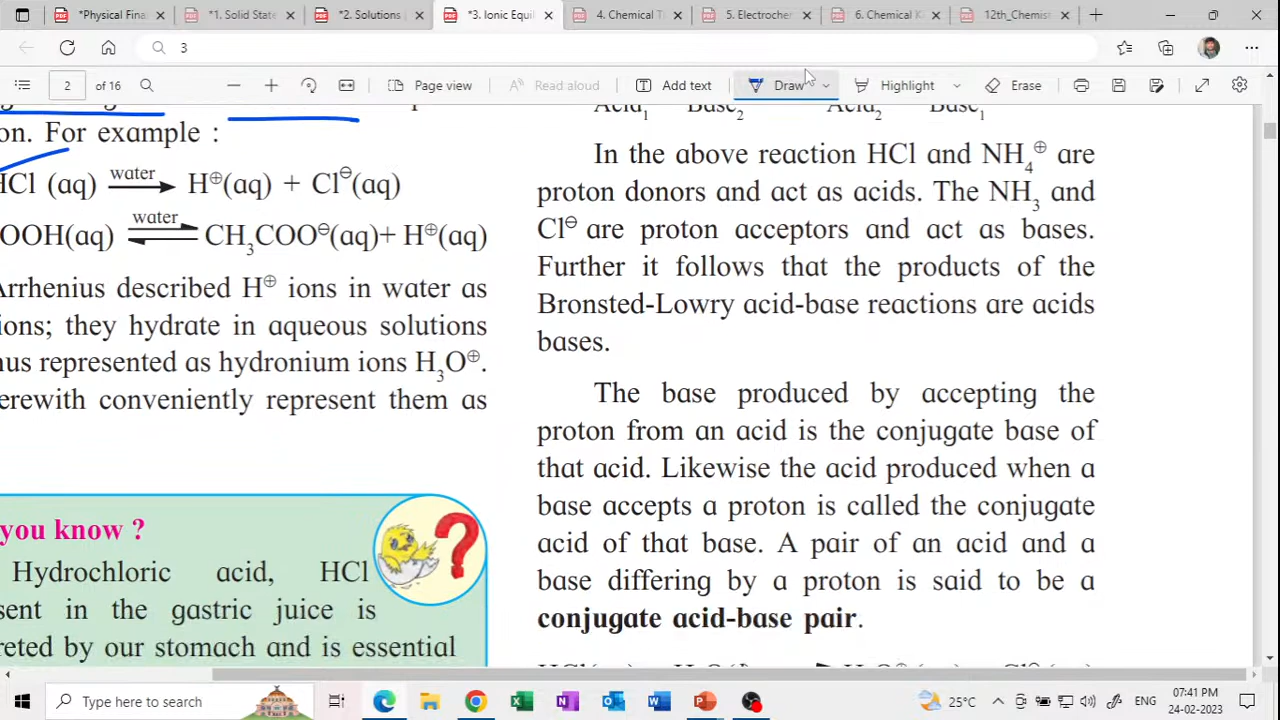 *Physical Fina
*1. Solid State
*2. Solutions
*3. Ionic Equil
4. Chemical T
5. Electrocher
6. Chemical K
12th_Chemist
3
2 of 16
Page view
Read aloud
Add text
Draw
Highlight
Erase
on. For example :
HCl (aq) water → H⊕(aq) + Cl⊖(aq)
OOH(aq) water ⇌ CH₃COO⊖(aq)+ H⊕(aq)
Arrhenius described H⊕ ions in water as
ions; they hydrate in aqueous solutions
nus represented as hydronium ions H₃O⊕.
erewith conveniently represent them as
you know ?
Hydrochloric acid, HCl
sent in the gastric juice is
reted by our stomach and is essential
Acid₁ Base₂ Acid₂ Base₁
In the above reaction HCl and NH₄⊕ are
proton donors and act as acids. The NH₃ and
Cl⊖ are proton acceptors and act as bases.
Further it follows that the products of the
Bronsted-Lowry acid-base reactions are acids
bases.
The base produced by accepting the
proton from an acid is the conjugate base of
that acid. Likewise the acid produced when a
base accepts a proton is called the conjugate
acid of that base. A pair of an acid and a
base differing by a proton is said to be a
conjugate acid-base pair.
Type here to search
25°C
ENG
07:41 PM
24-02-2023